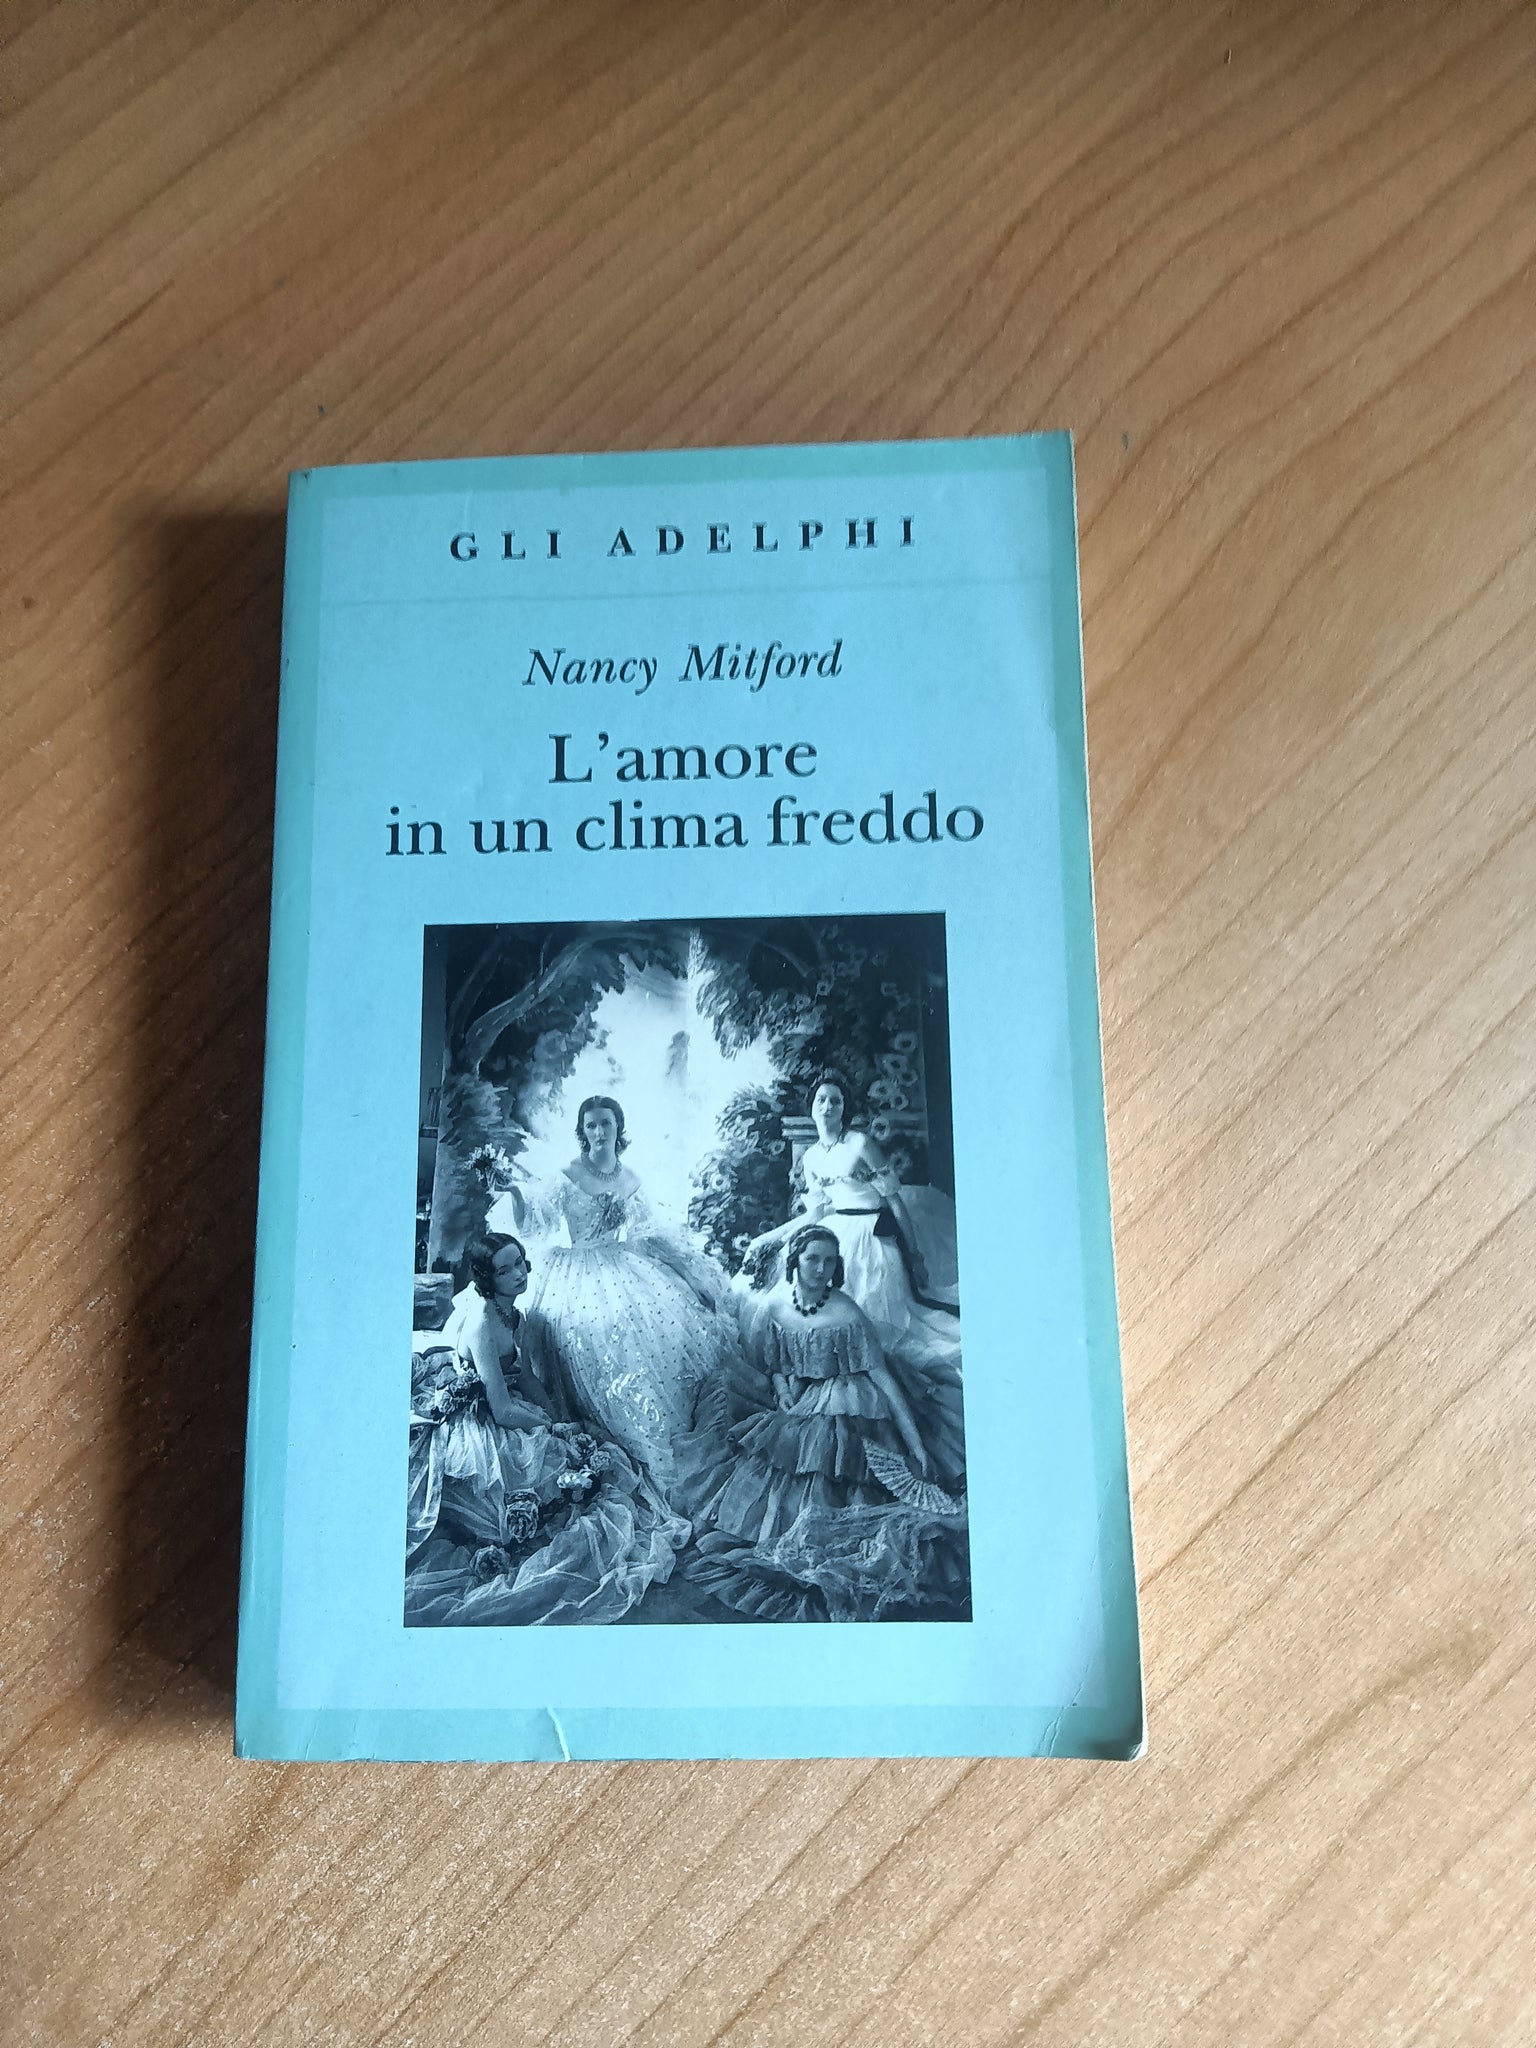 GLI ADELPHI
Nancy Mitford
L'amore
in un clima freddo